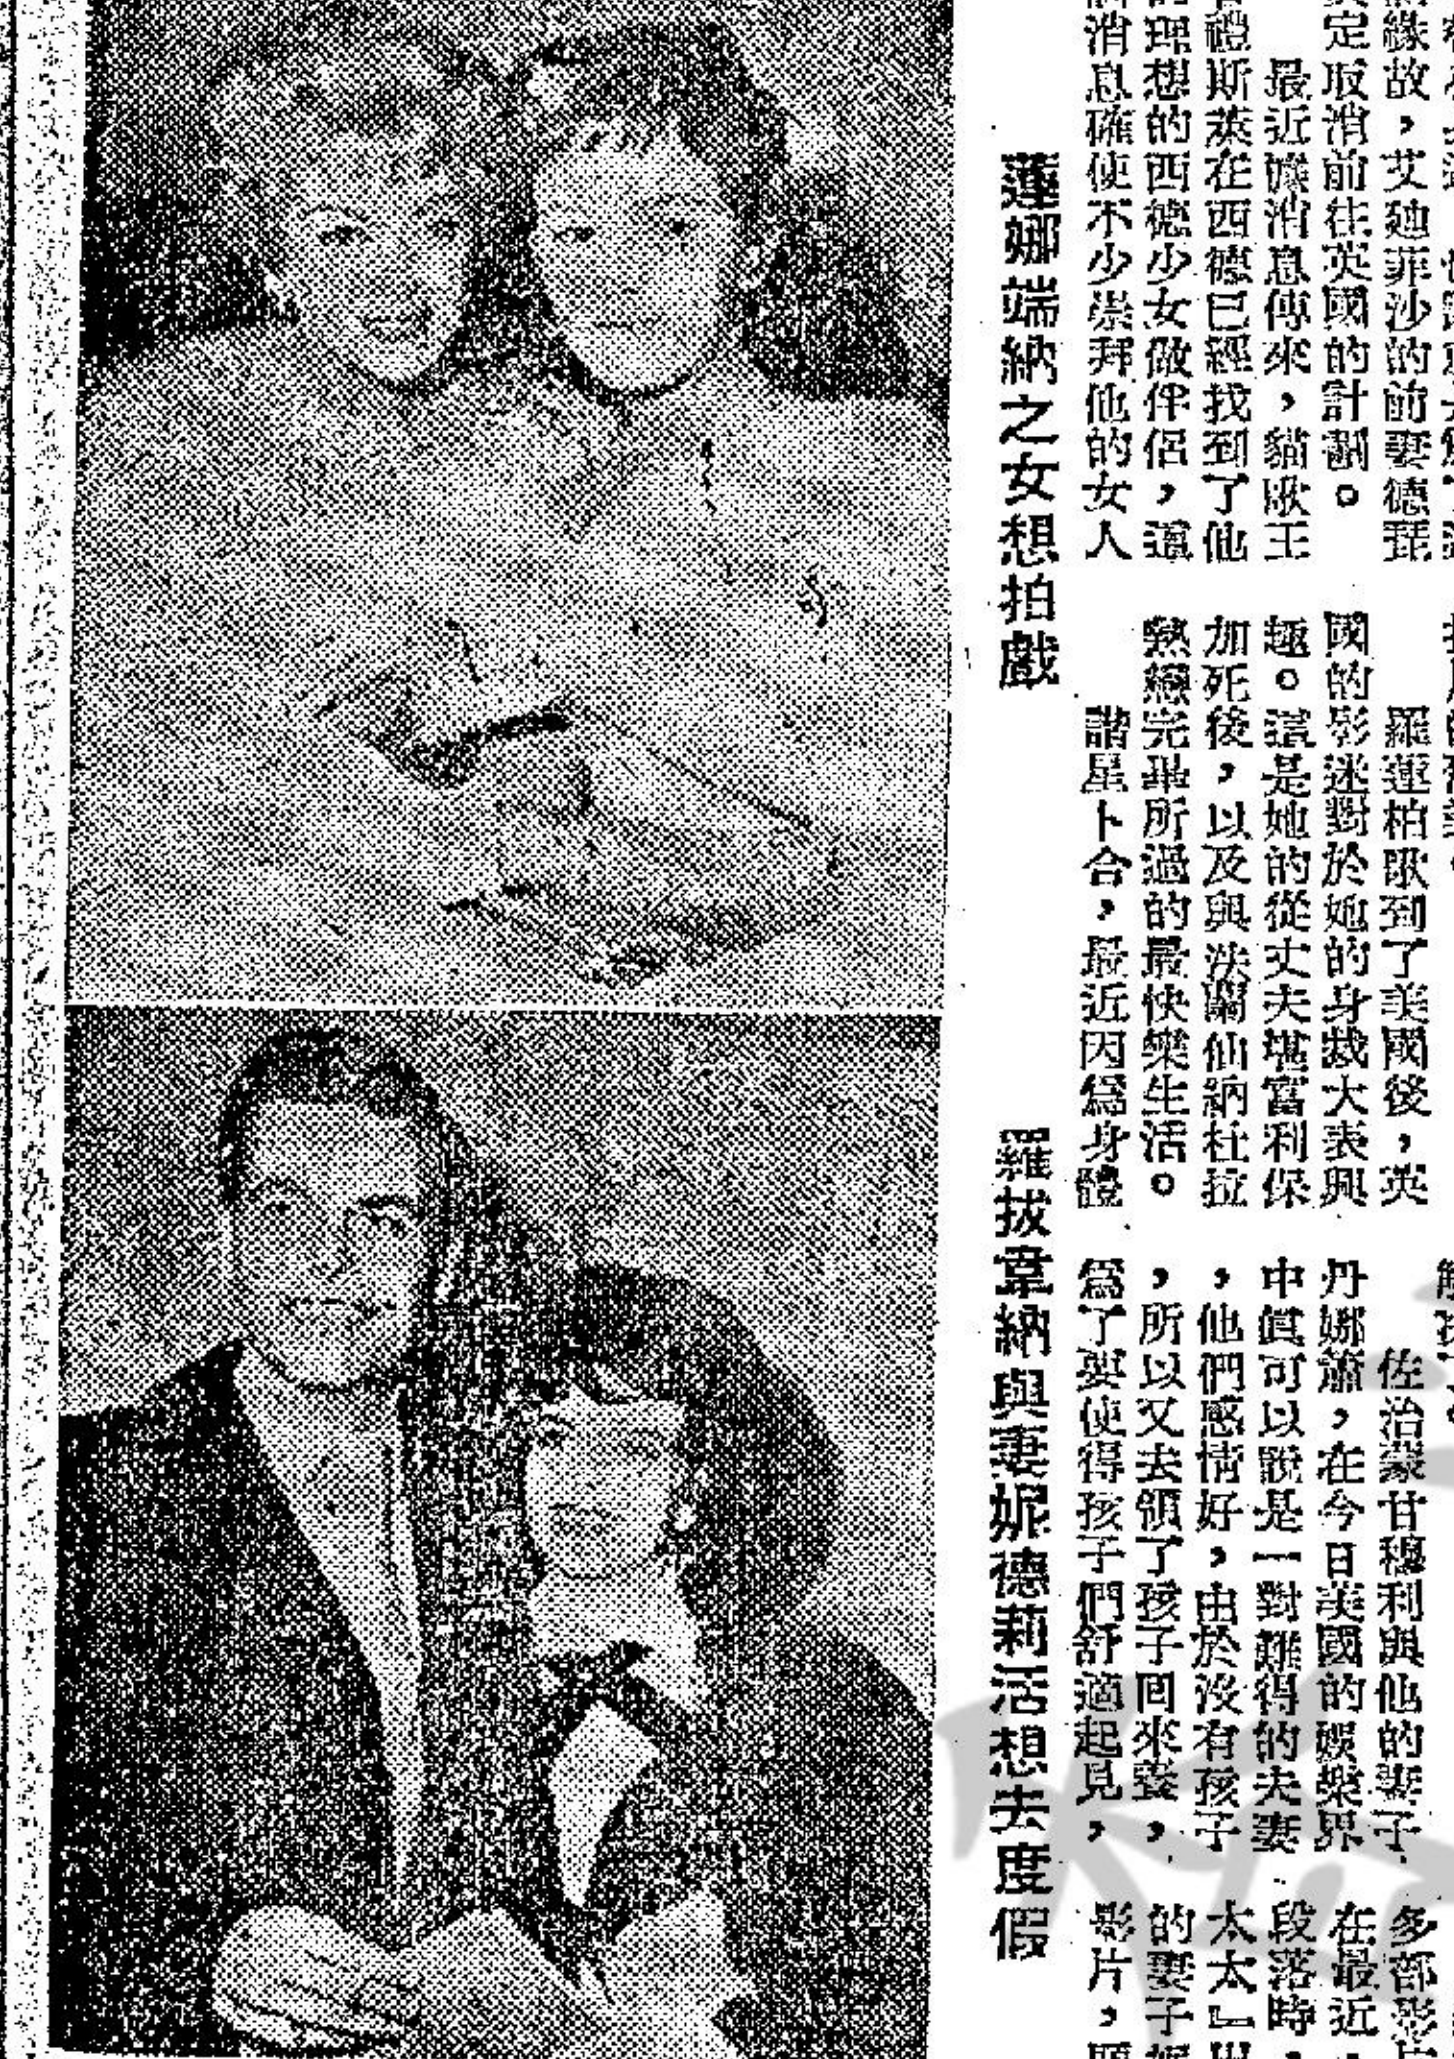 緣故，艾廸菲沙的前妻德琵
定取消前往英國的計劃。
最近據消息傳來，貓歌王
禮斯萊在西德已經找到了他
理想的西德少女做伴侶，這
消息確使不少崇拜他的女人
羅蓮柏歌到了美國後，英
國的影迷對於她的身裁大表興
趣。這是她的從丈夫堪富利保
加死後，以及與法蘭仙納杜拉
熱戀完畢所過的最快樂生活。
諧星卜合，最近因爲身體
佐治蒙甘穆利與他的妻子
丹娜簫，在今日美國的娛樂界
中眞可以說是一對難得的夫妻
，他們感情好，由於沒有孩子
，所以又去領了孩子回來養，
爲了要使得孩子們舒適起見，
多部影
在最近
段落時，
太太』
的妻子
影片，
蓮娜端納之女想拍戲
羅拔韋納與妻妮德莉活想去度假